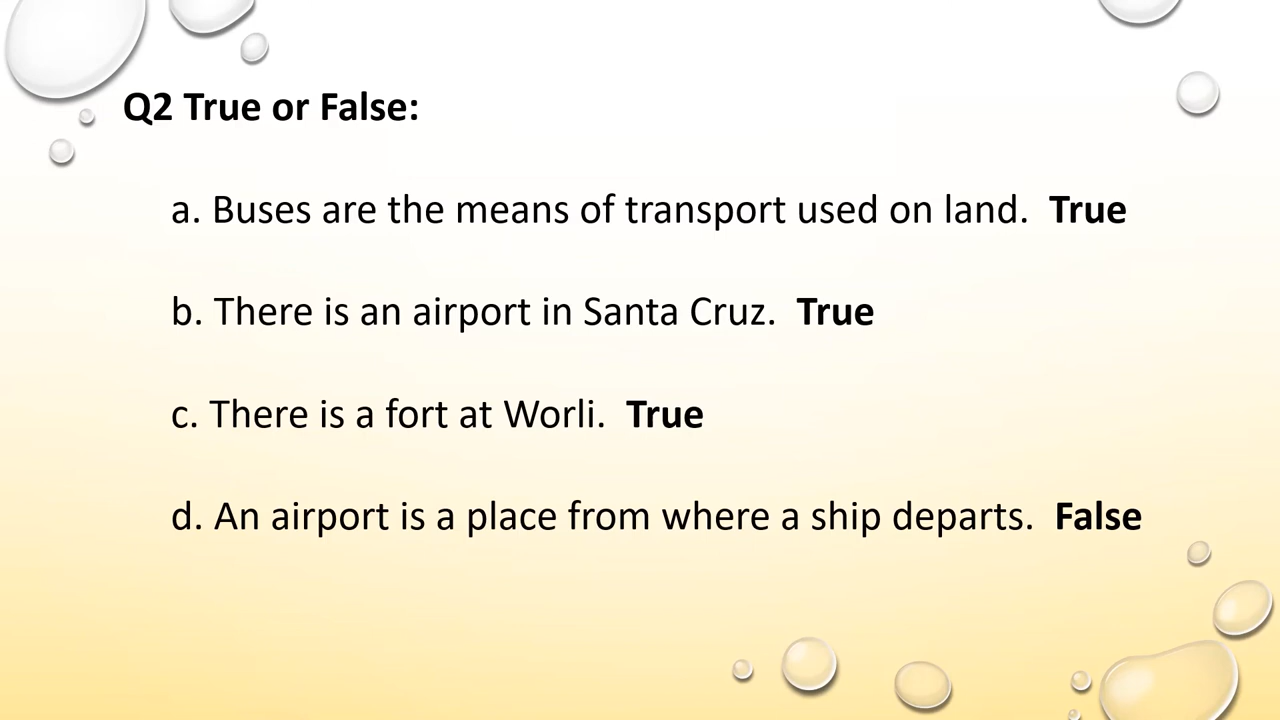 Q2 True or False:
a. Buses are the means of transport used on land. True
b. There is an airport in Santa Cruz. True
c. There is a fort at Worli. True
d. An airport is a place from where a ship departs. False